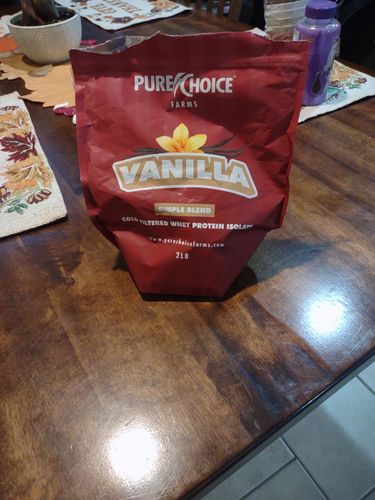 PURE CHOICE
FARMS
VANILLA
SIMPLE BLEND
COLD FILTERED WHEY PROTEIN ISOLATE
www.purechoicefarms.com
2LB